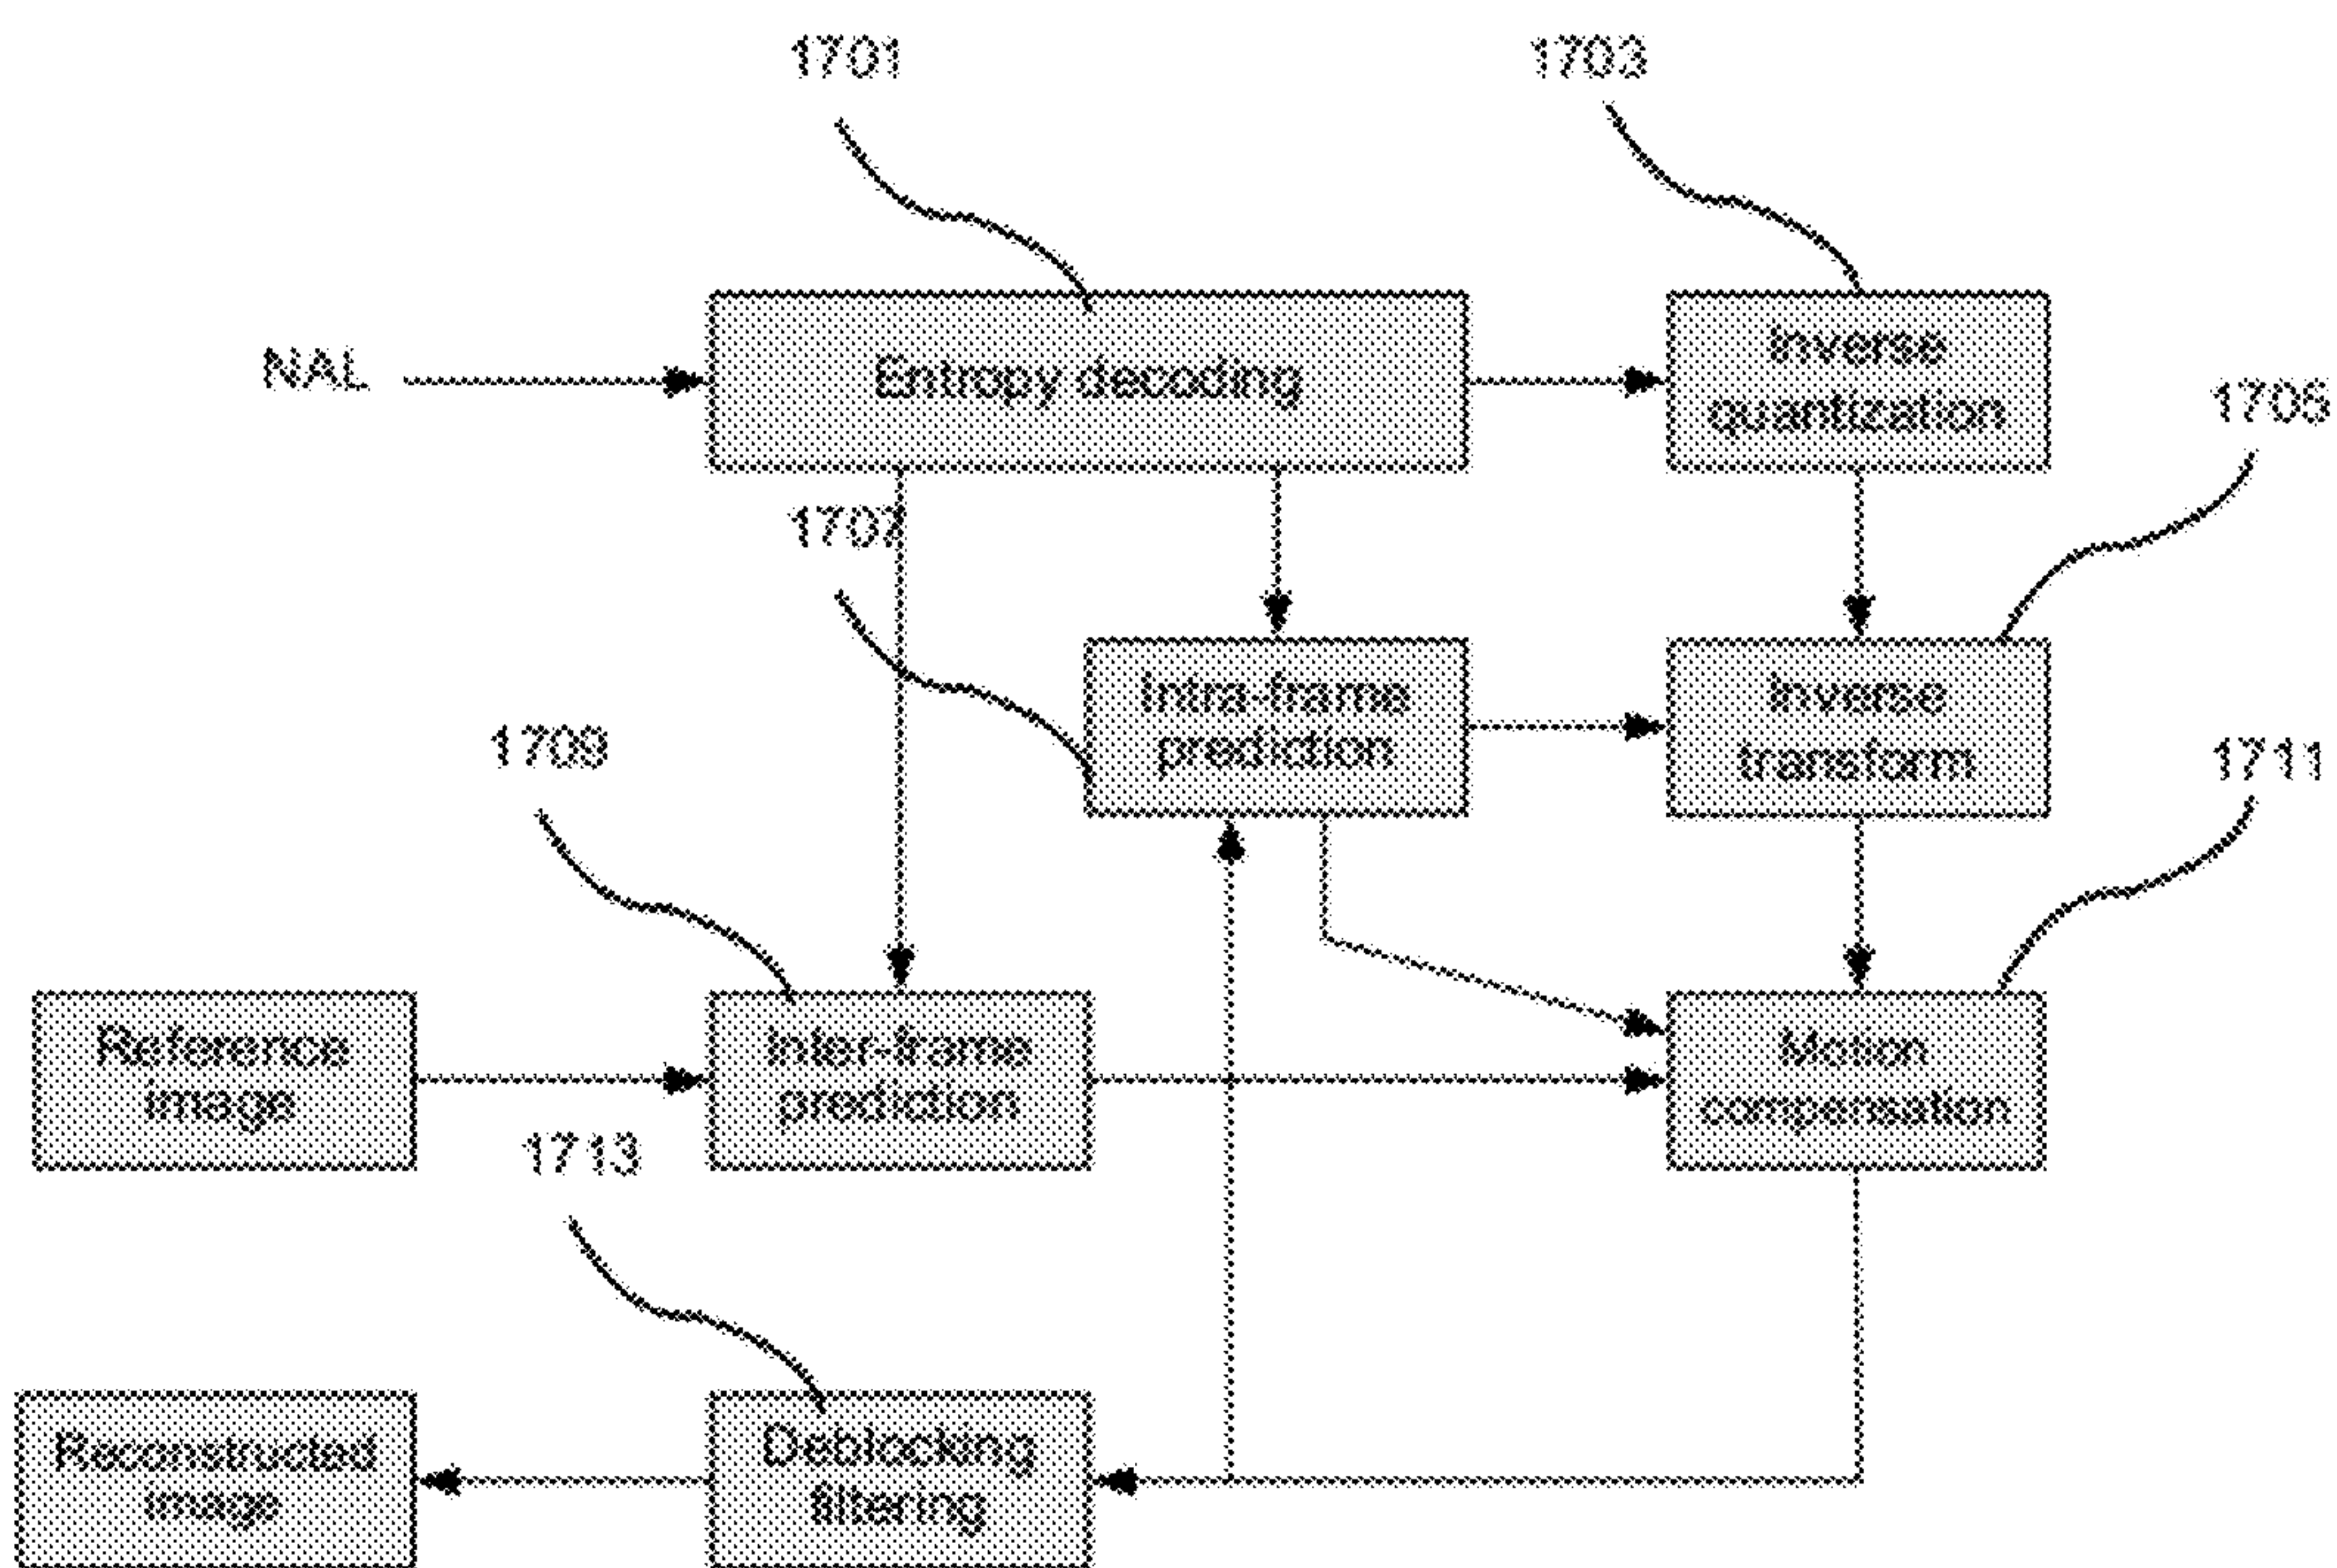 1701
1703
NAL
Entropy decoding
Inverse
quantization
1705
1707
Intra-frame
prediction
Inverse
transform
1709
1711
Reference
image
Inter-frame
prediction
Motion
compensation
1713
Reconstructed
image
Deblocking
filtering